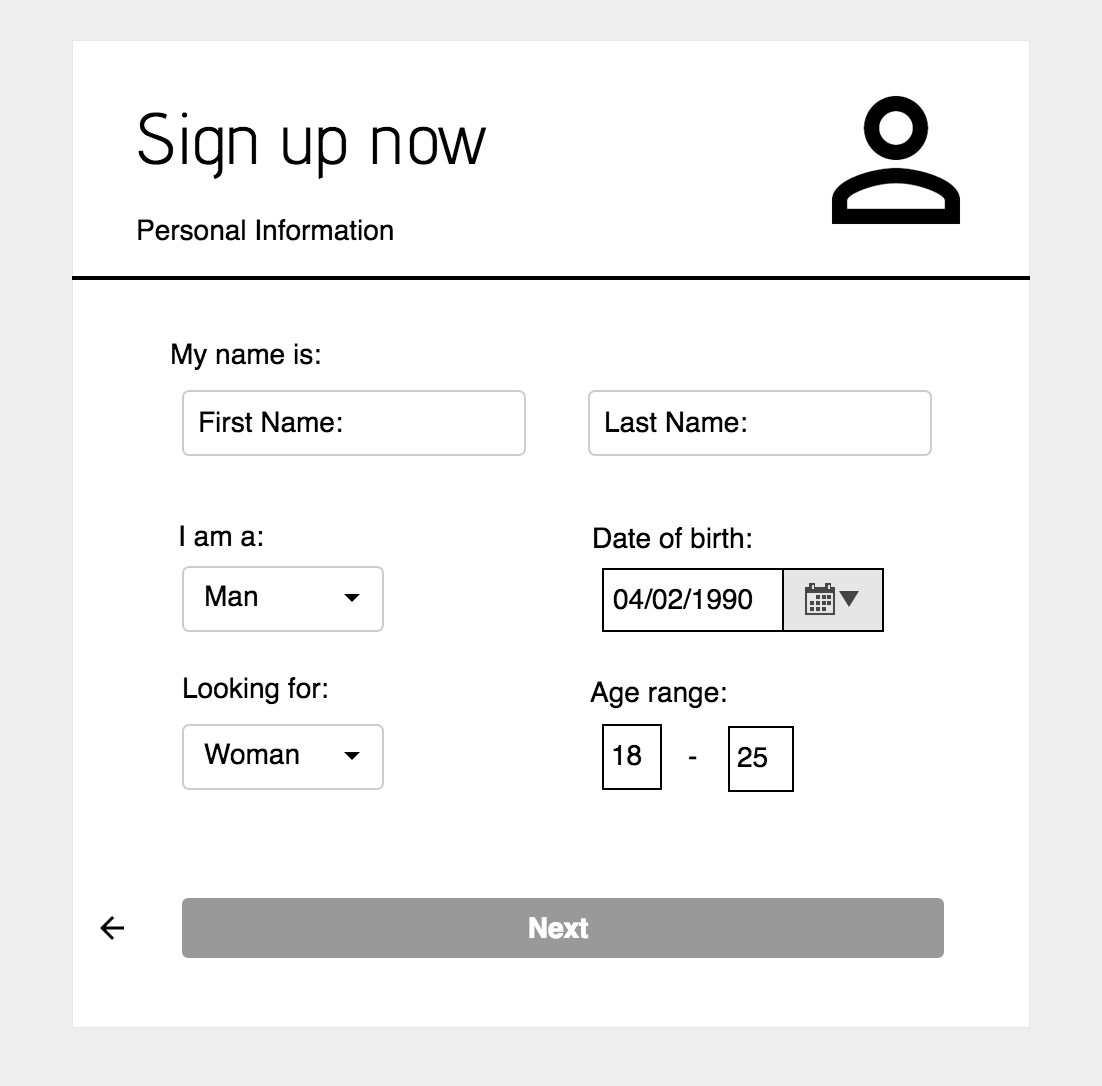 Sign up now
Personal Information
My name is:
First Name:
Last Name:
I am a:
Date of birth:
Man
04/02/1990
Looking for:
Age range:
Woman
18 - 25
Next